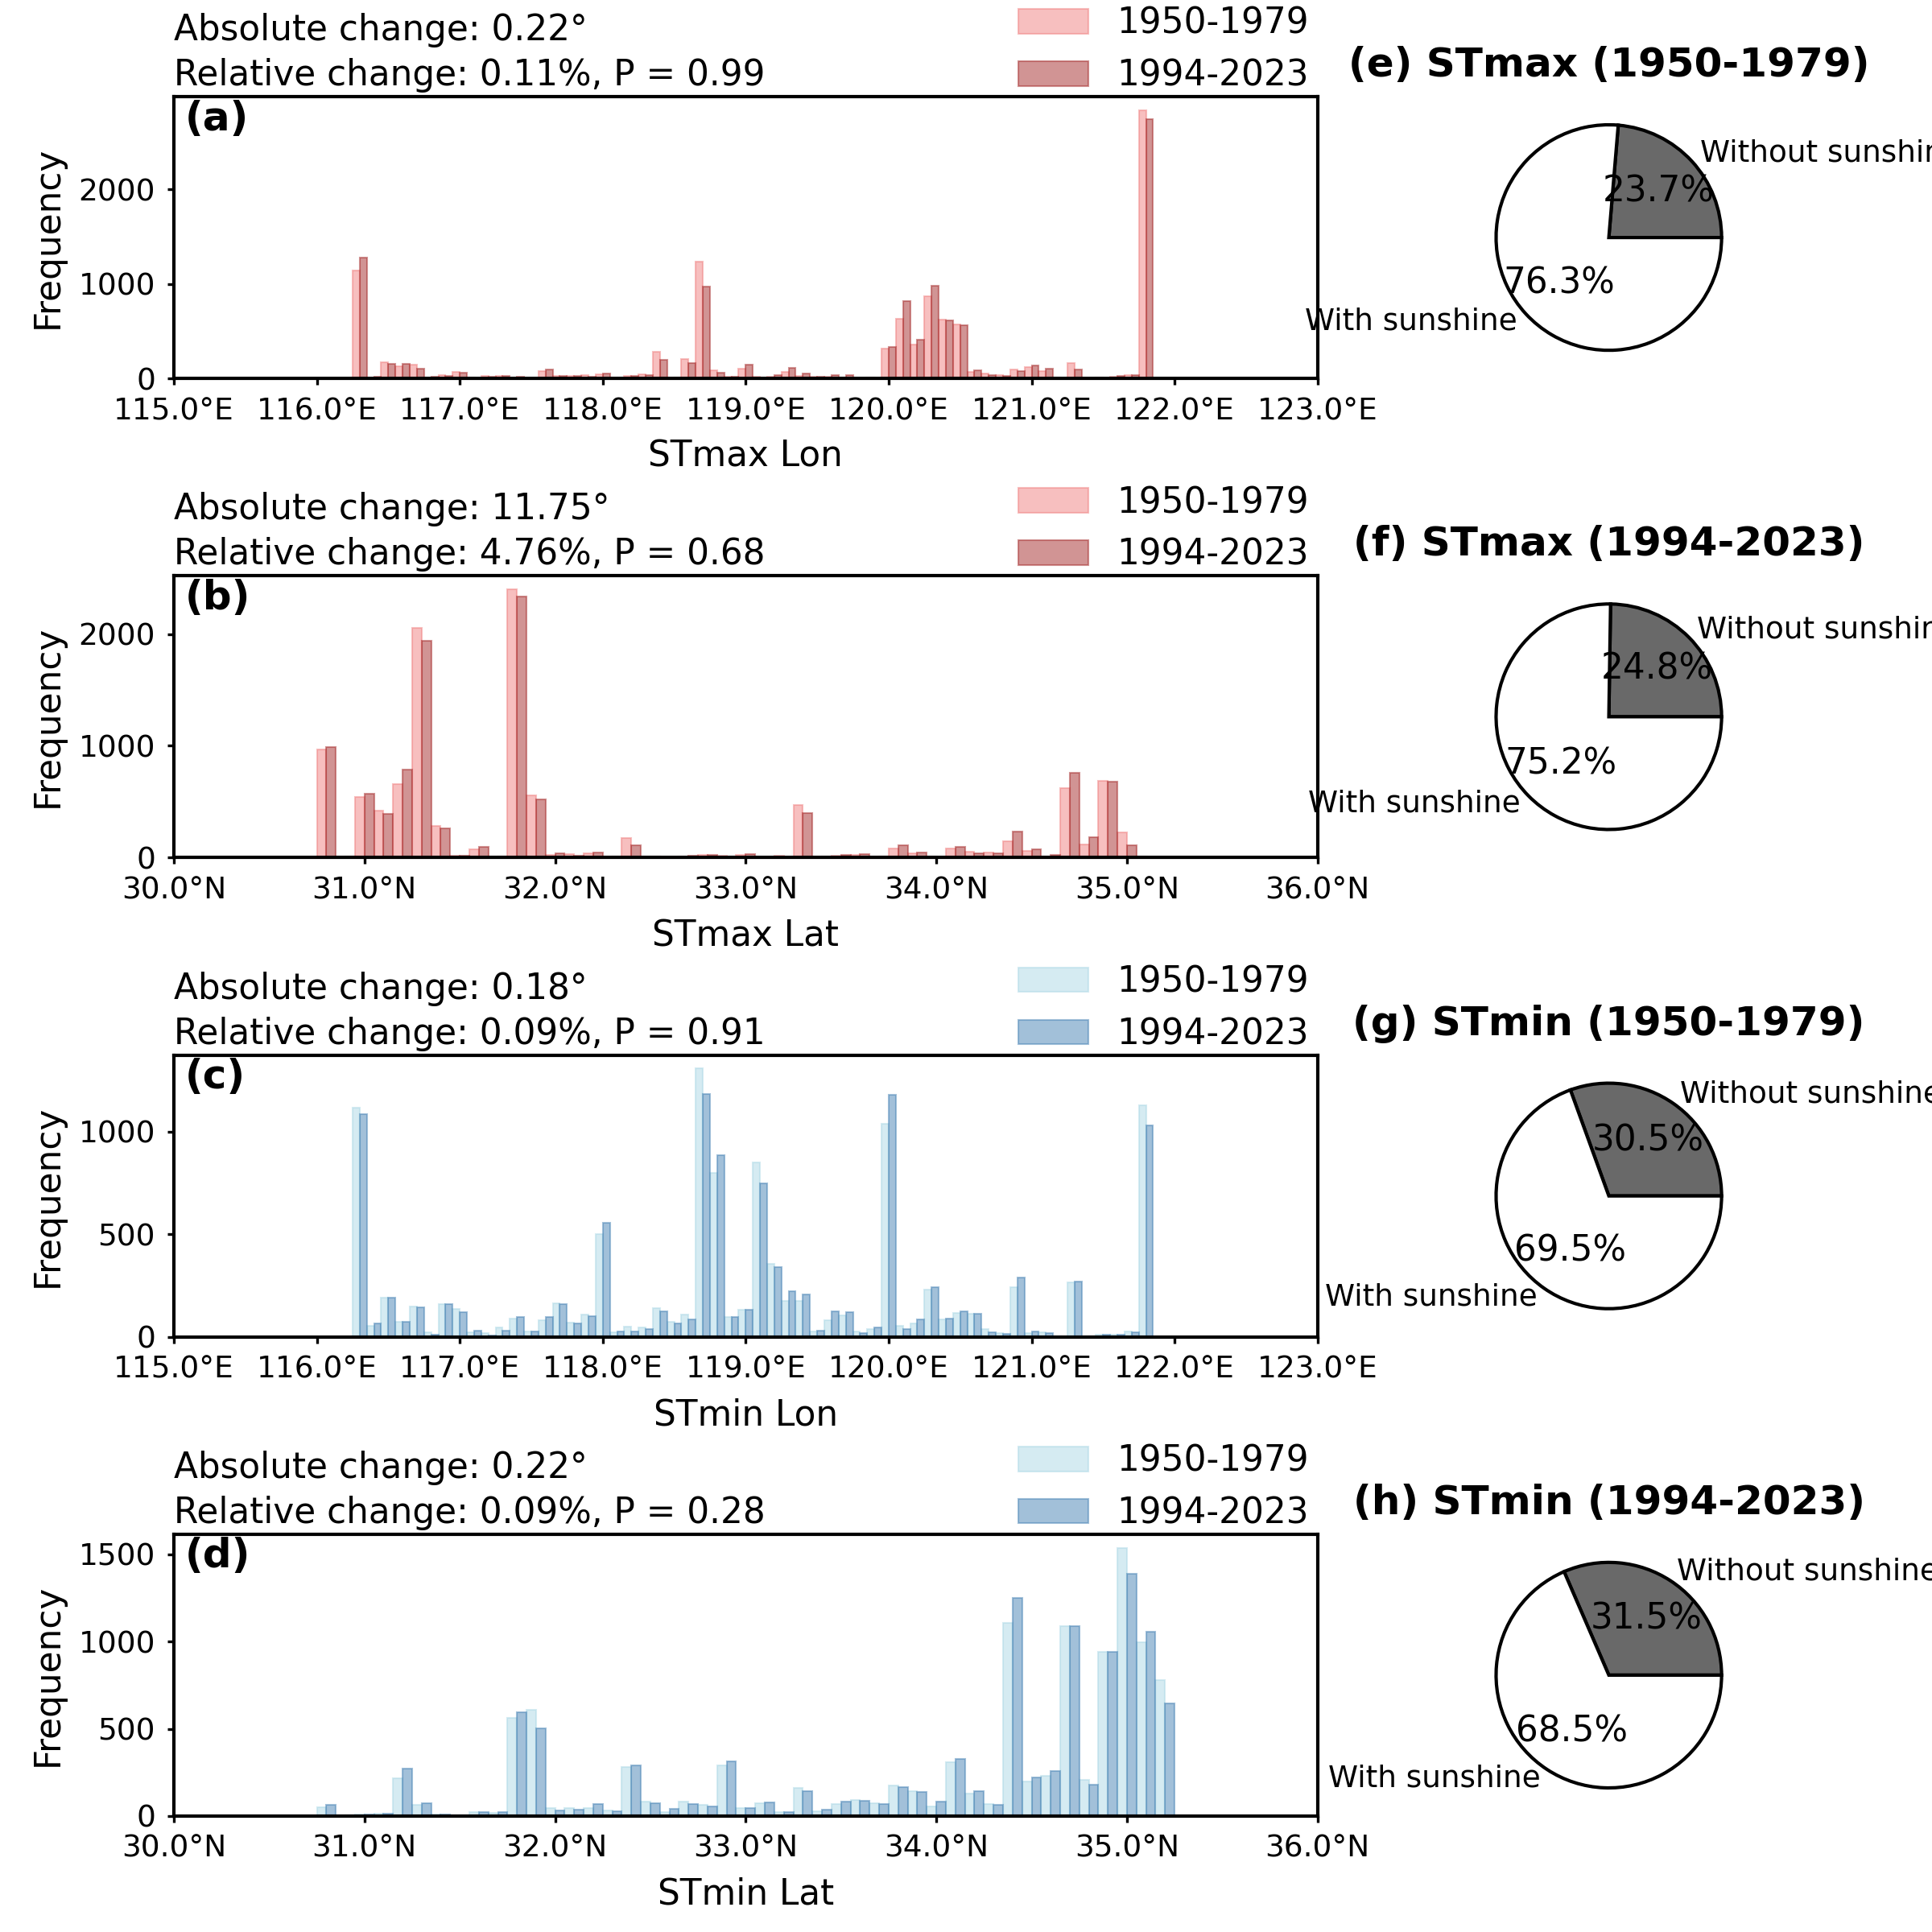 Absolute change: 0.22°
Relative change: 0.11%, P = 0.99
1950-1979
1994-2023
(a)
Frequency
2000
1000
0
115.0°E 116.0°E 117.0°E 118.0°E 119.0°E 120.0°E 121.0°E 122.0°E 123.0°E
STmax Lon
(e) STmax (1950-1979)
Without sunshin
23.7%
76.3%
With sunshine
Absolute change: 11.75°
Relative change: 4.76%, P = 0.68
1950-1979
1994-2023
(b)
Frequency
2000
1000
0
30.0°N 31.0°N 32.0°N 33.0°N 34.0°N 35.0°N 36.0°N
STmax Lat
(f) STmax (1994-2023)
Without sunshin
24.8%
75.2%
With sunshine
Absolute change: 0.18°
Relative change: 0.09%, P = 0.91
1950-1979
1994-2023
(c)
Frequency
1000
500
0
115.0°E 116.0°E 117.0°E 118.0°E 119.0°E 120.0°E 121.0°E 122.0°E 123.0°E
STmin Lon
(g) STmin (1950-1979)
Without sunshine
30.5%
69.5%
With sunshine
Absolute change: 0.22°
Relative change: 0.09%, P = 0.28
1950-1979
1994-2023
(d)
Frequency
1500
1000
500
0
30.0°N 31.0°N 32.0°N 33.0°N 34.0°N 35.0°N 36.0°N
STmin Lat
(h) STmin (1994-2023)
Without sunshine
31.5%
68.5%
With sunshine